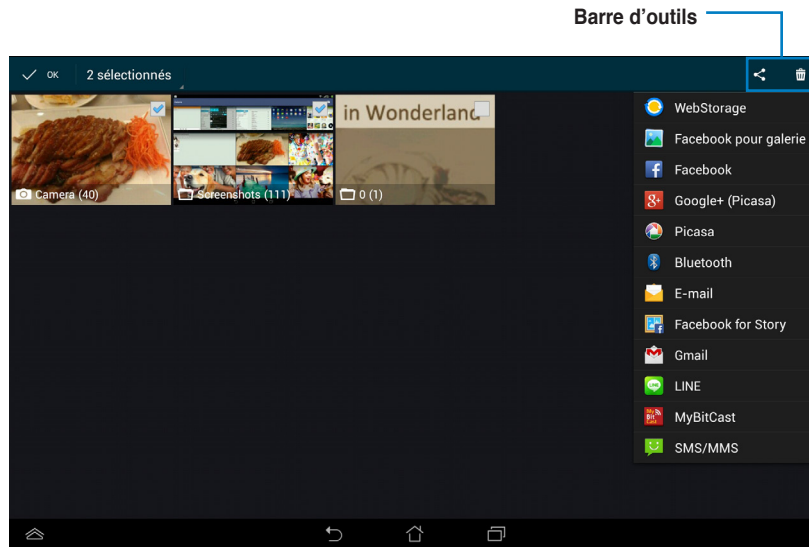 Barre d'outils
OK 2 sélectionnés
in Wonderland
Camera (40)
Screenshots (111)
0 (1)
WebStorage
Facebook pour galerie
Facebook
Google+ (Picasa)
Picasa
Bluetooth
E-mail
Facebook for Story
Gmail
LINE
MyBitCast
SMS/MMS